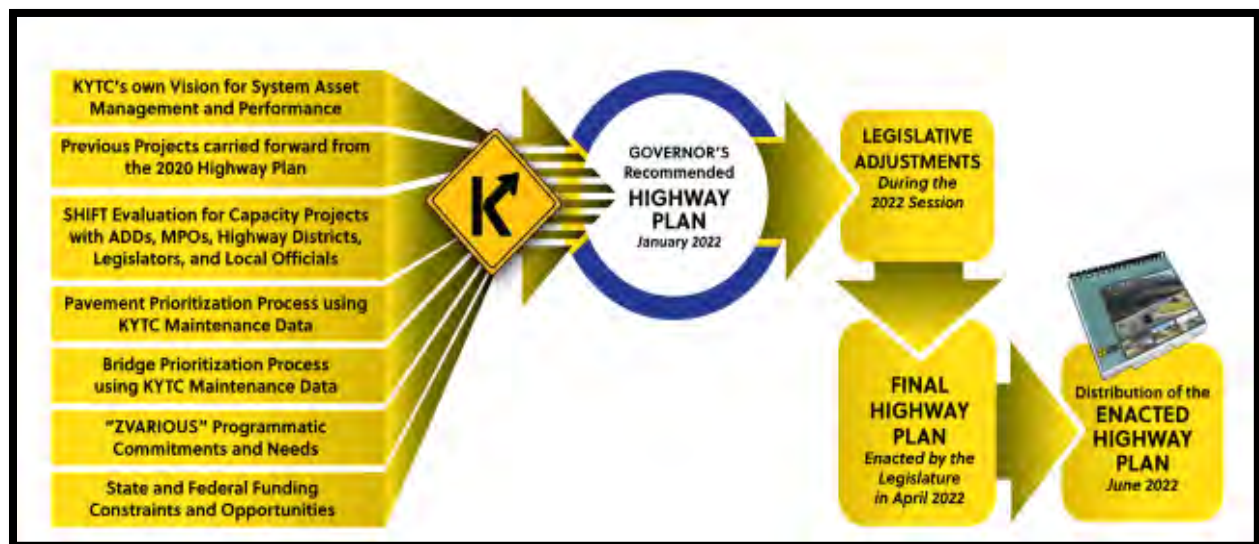 KYTC's own Vision for System Asset
Management and Performance
Previous Projects carried forward from
the 2020 Highway Plan
SHIFT Evaluation for Capacity Projects
with ADDs, MPOs, Highway Districts,
Legislators, and Local Officials
Pavement Prioritization Process using
KYTC Maintenance Data
Bridge Prioritization Process
using KYTC Maintenance Data
"ZVARIOUS" Programmatic
Commitments and Needs
State and Federal Funding
Constraints and Opportunities
K
GOVERNOR'S
Recommended
HIGHWAY
PLAN
January 2022
LEGISLATIVE
ADJUSTMENTS
During the
2022 Session
FINAL
HIGHWAY
PLAN
Enacted by the
Legislature
in April 2022
Distribution of the
ENACTED
HIGHWAY
PLAN
June 2022